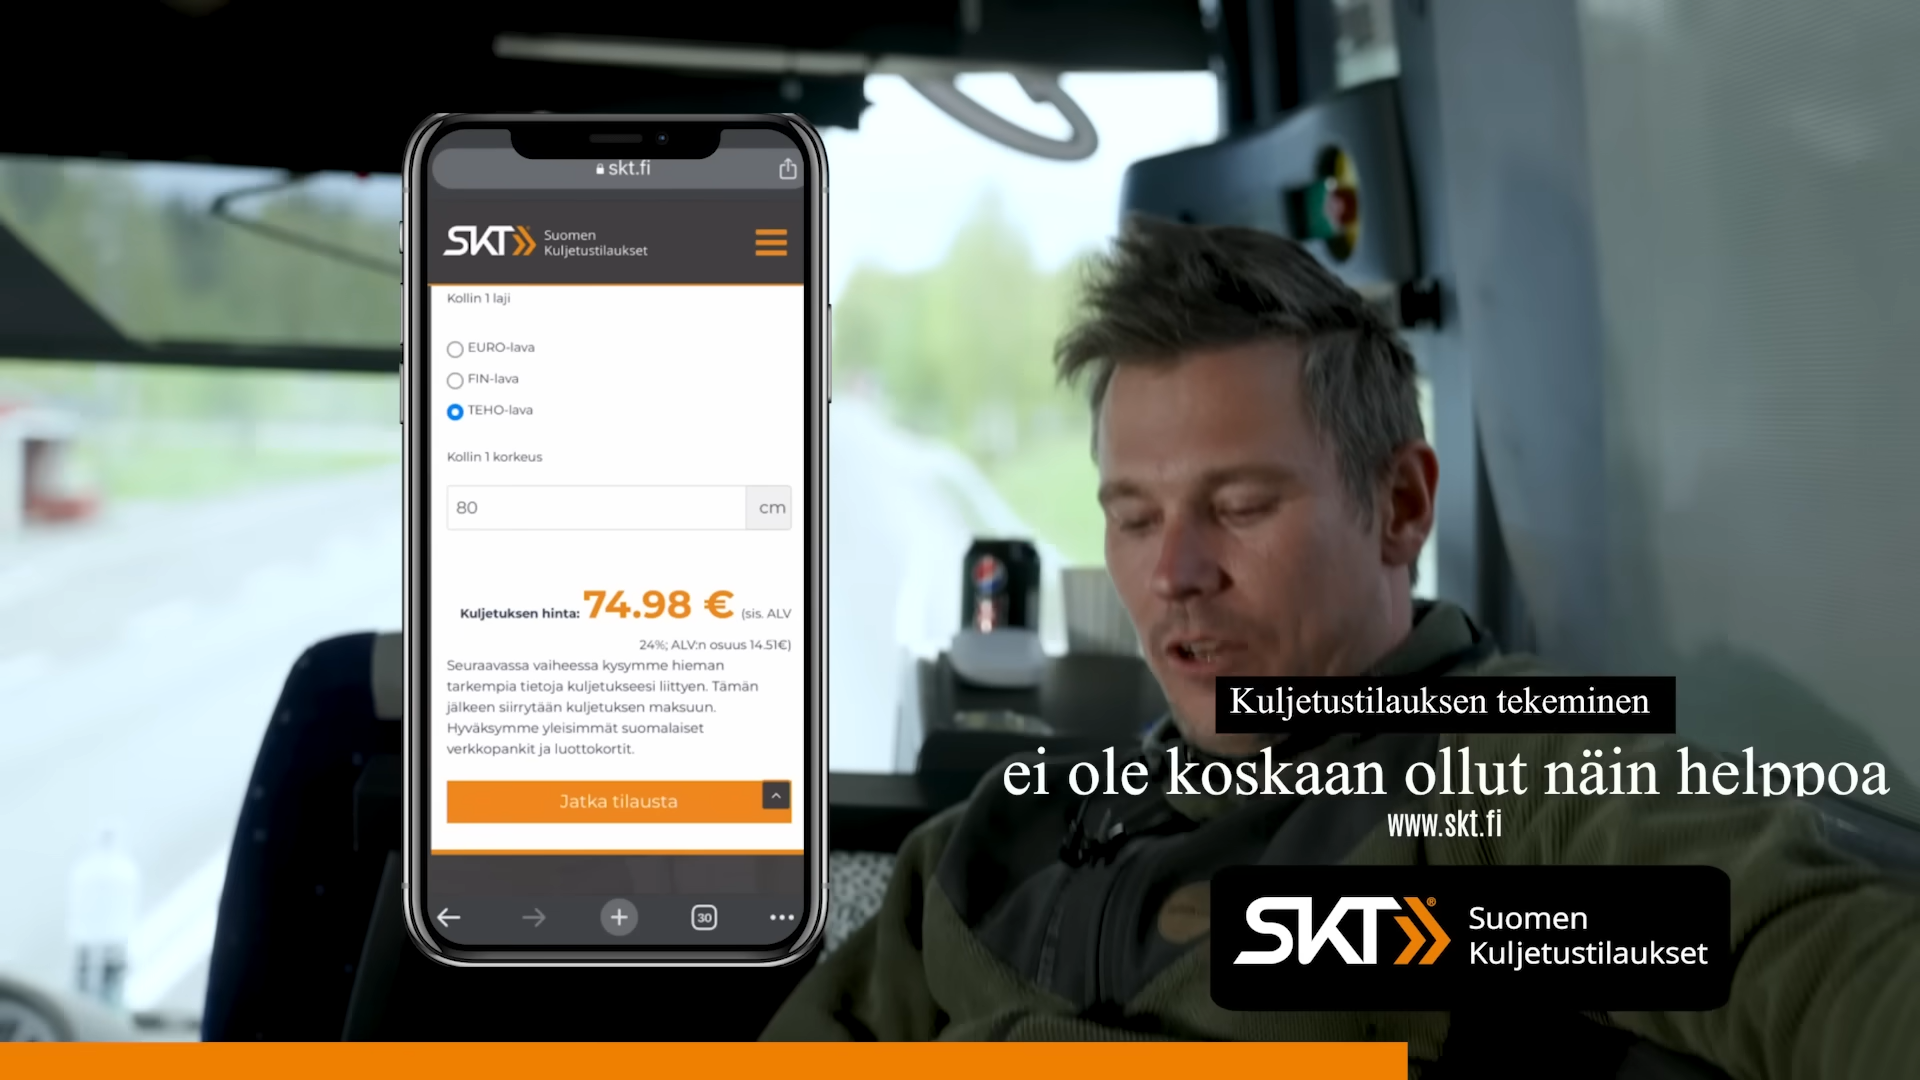 skt.fi
SKT Suomen
Kuljetustilaukset
Kollin 1 laji
EURO-lava
FIN-lava
TEHO-lava
Kollin 1 korkeus
80 cm
Kuljetuksen hinta: 74.98 € (sis. ALV
24%; ALV:n osuus 14.51€)
Seuraavassa vaiheessa kysymme hieman
tarkempia tietoja kuljetukseesi liittyen. Tämän
jälkeen siirrytään kuljetuksen maksuun.
Hyväksymme yleisimmät suomalaiset
verkkopankit ja luottokortit.
Jatka tilausta
30
Kuljetustilauksen tekeminen
ei ole koskaan ollut näin helppoa
www.skt.fi
SKT® Suomen
Kuljetustilaukset